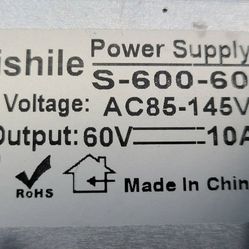 ishile
Power Supply
S-600-60
Voltage: AC85-145V
Output: 60V 10A
RoHS
Made In Chin